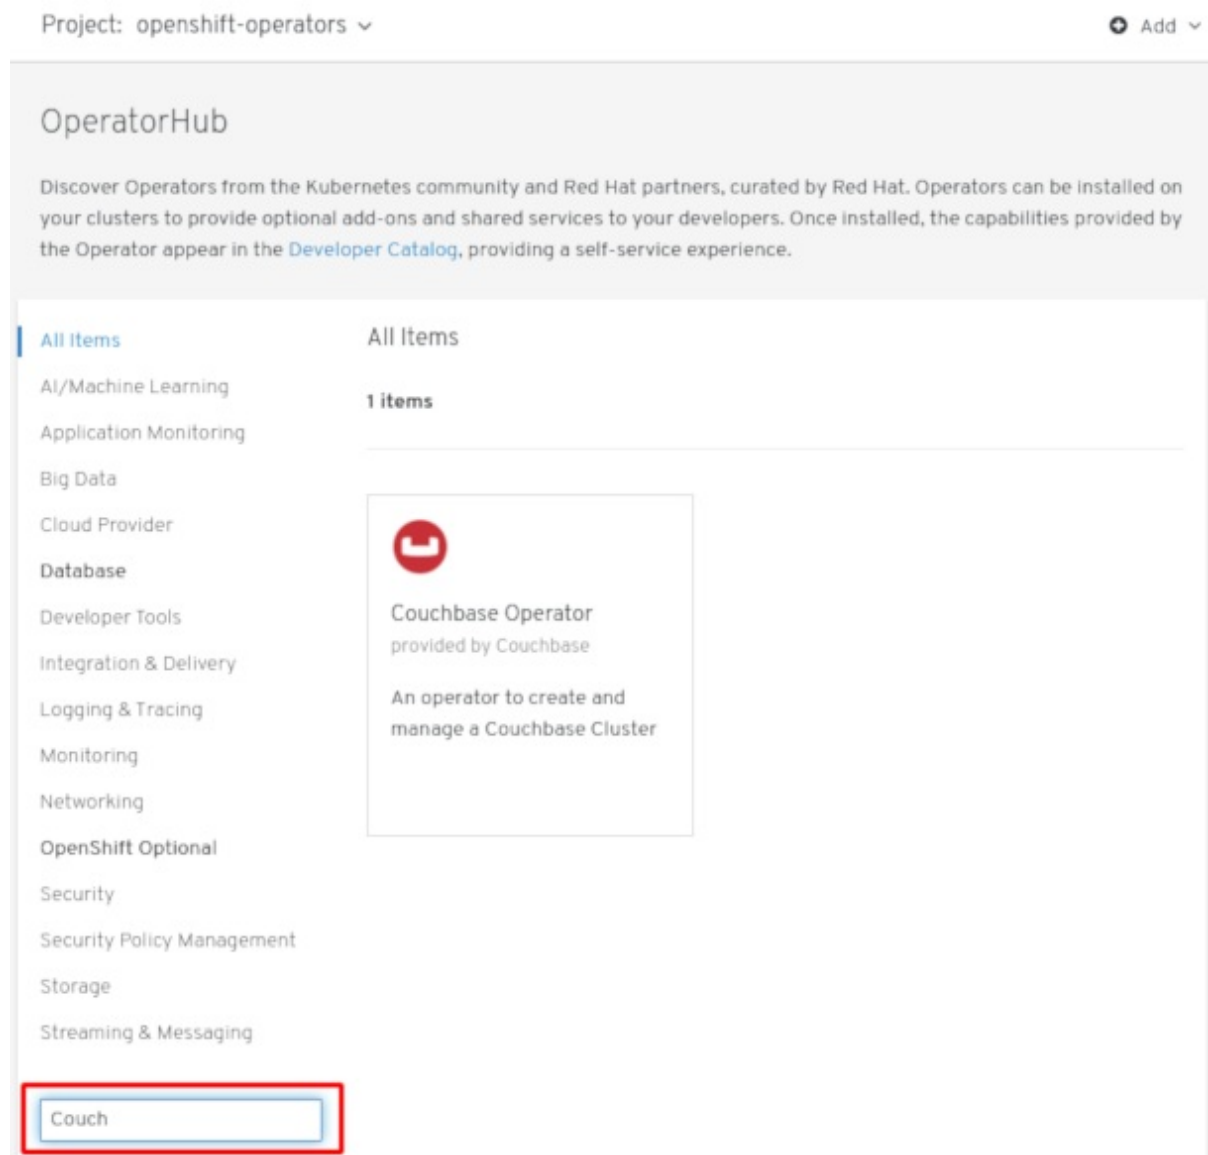 Project: openshift-operators
Add
OperatorHub
Discover Operators from the Kubernetes community and Red Hat partners, curated by Red Hat. Operators can be installed on
your clusters to provide optional add-ons and shared services to your developers. Once installed, the capabilities provided by
the Operator appear in the Developer Catalog, providing a self-service experience.
All Items
AI/Machine Learning
Application Monitoring
Big Data
Cloud Provider
Database
Developer Tools
Integration & Delivery
Logging & Tracing
Monitoring
Networking
OpenShift Optional
Security
Security Policy Management
Storage
Streaming & Messaging
Couch
All Items
1 items
Couchbase Operator
provided by Couchbase
An operator to create and
manage a Couchbase Cluster